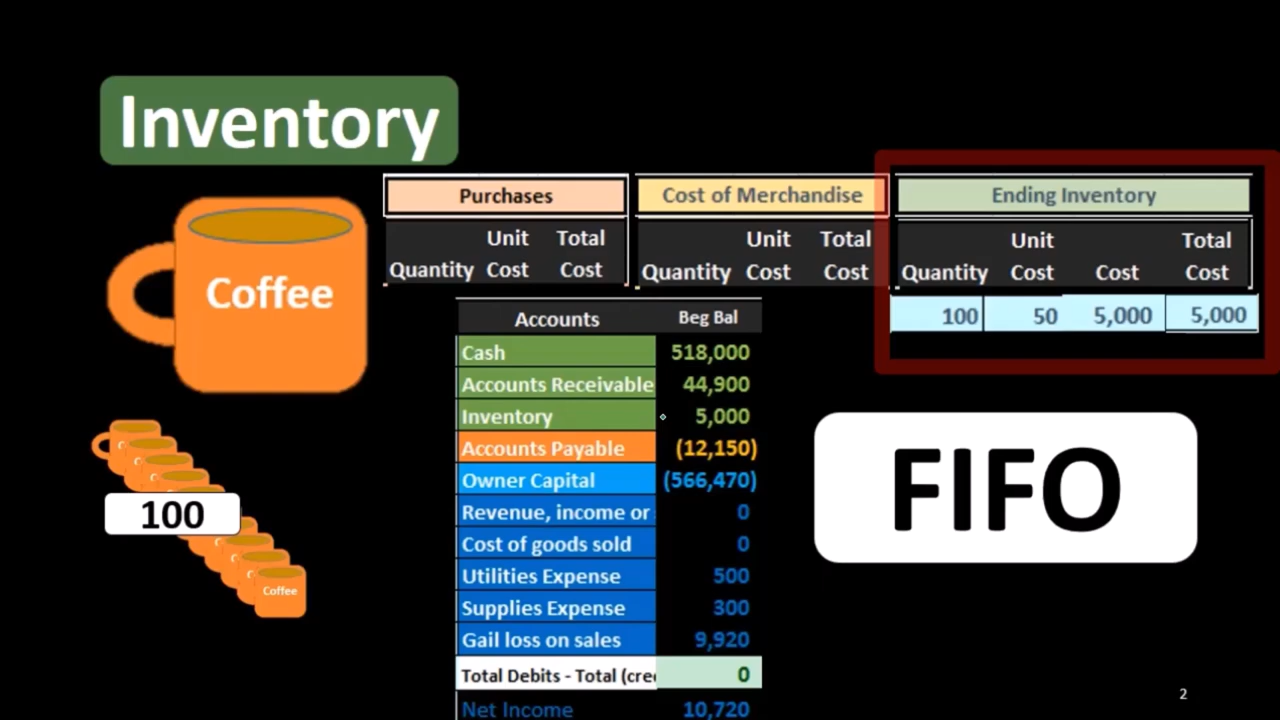 Inventory
Purchases Cost of Merchandise Ending Inventory
Unit Total Unit Total Unit Total
Quantity Cost Cost Quantity Cost Cost Quantity Cost Cost Cost
100 50 5,000 5,000
Coffee
Accounts Beg Bal
Cash 518,000
Accounts Receivable 44,900
Inventory 5,000
Accounts Payable (12,150)
Owner Capital (566,470)
Revenue, income or 0
Cost of goods sold 0
Utilities Expense 500
Supplies Expense 300
Gail loss on sales 9,920
Total Debits - Total (cre 0
Net Income 10,720
100
Coffee
FIFO
2